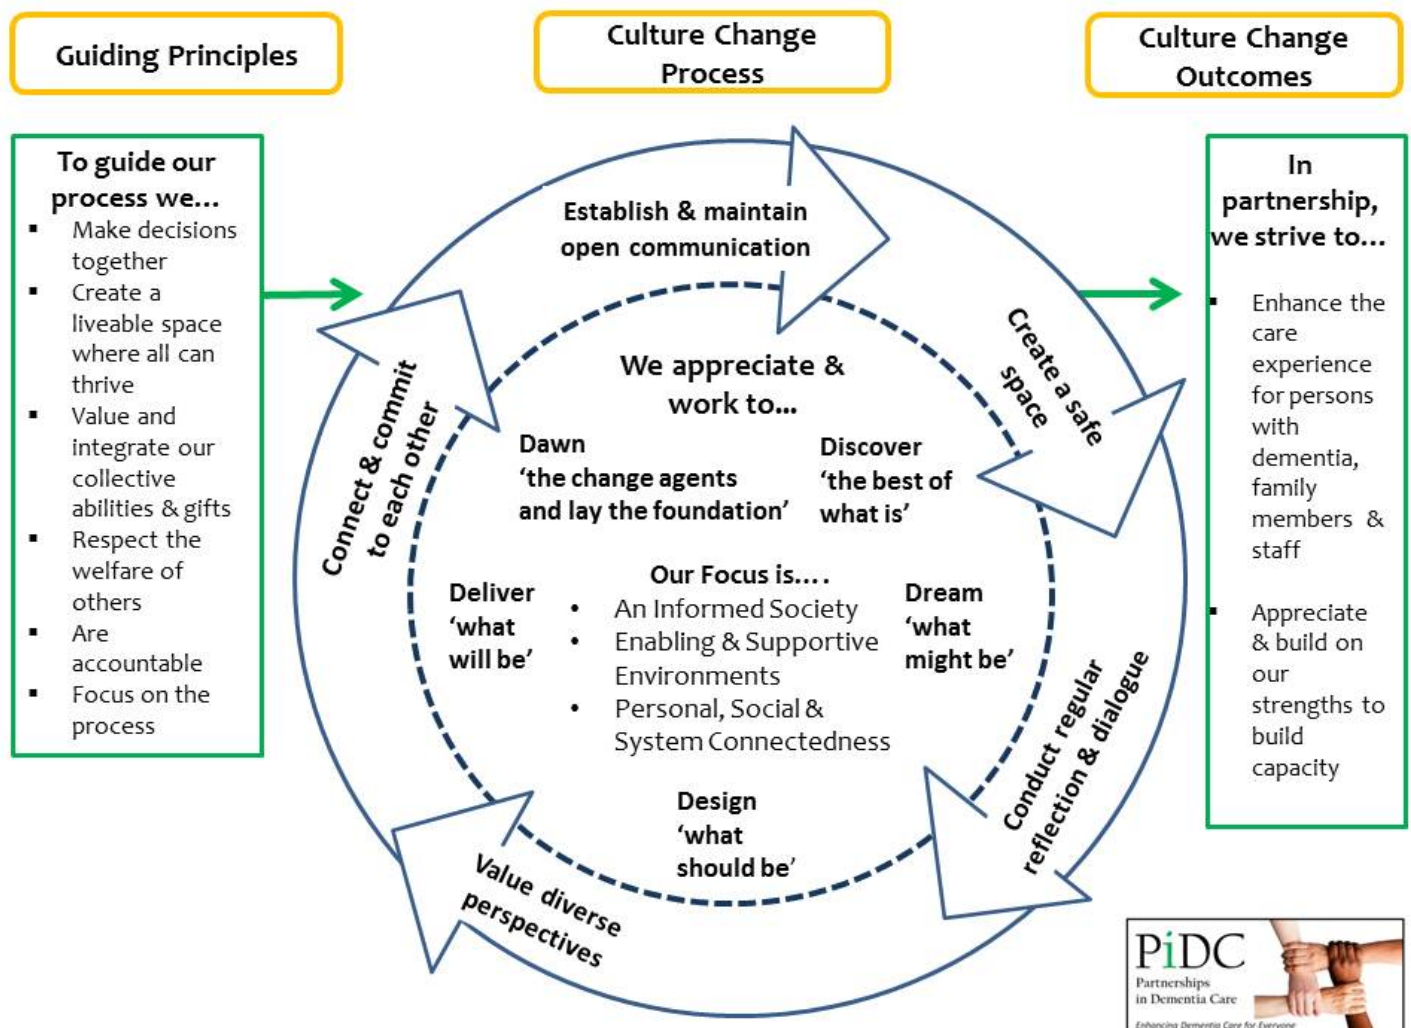 Guiding Principles
Culture Change
Process
Culture Change
Outcomes
To guide our
process we...
▪ Make decisions
together
▪ Create a
liveable space
where all can
thrive
▪ Value and
integrate our
collective
abilities & gifts
▪ Respect the
welfare of
others
▪ Are
accountable
▪ Focus on the
process
Establish & maintain
open communication
Create a safe
space
Conduct regular
reflection & dialogue
Value diverse
perspectives
Connect & commit
to each other
We appreciate &
work to...
Dawn
‘the change agents
and lay the foundation’
Discover
‘the best of
what is’
Dream
‘what
might be’
Design
‘what
should be’
Deliver
‘what
will be’
Our Focus is....
• An Informed Society
• Enabling & Supportive
Environments
• Personal, Social &
System Connectedness
In
partnership,
we strive to...
▪ Enhance the
care
experience
for persons
with
dementia,
family
members &
staff
▪ Appreciate
& build on
our
strengths to
build
capacity
PiDC
Partnerships
in Dementia Care
Enhancing Dementia Care for Everyone